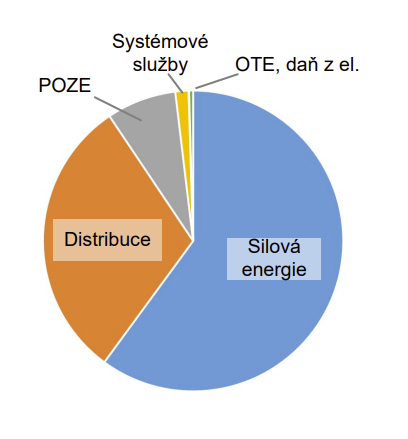 Systémové
služby
OTE, daň z el.
POZE
Distribuce
Silová
energie